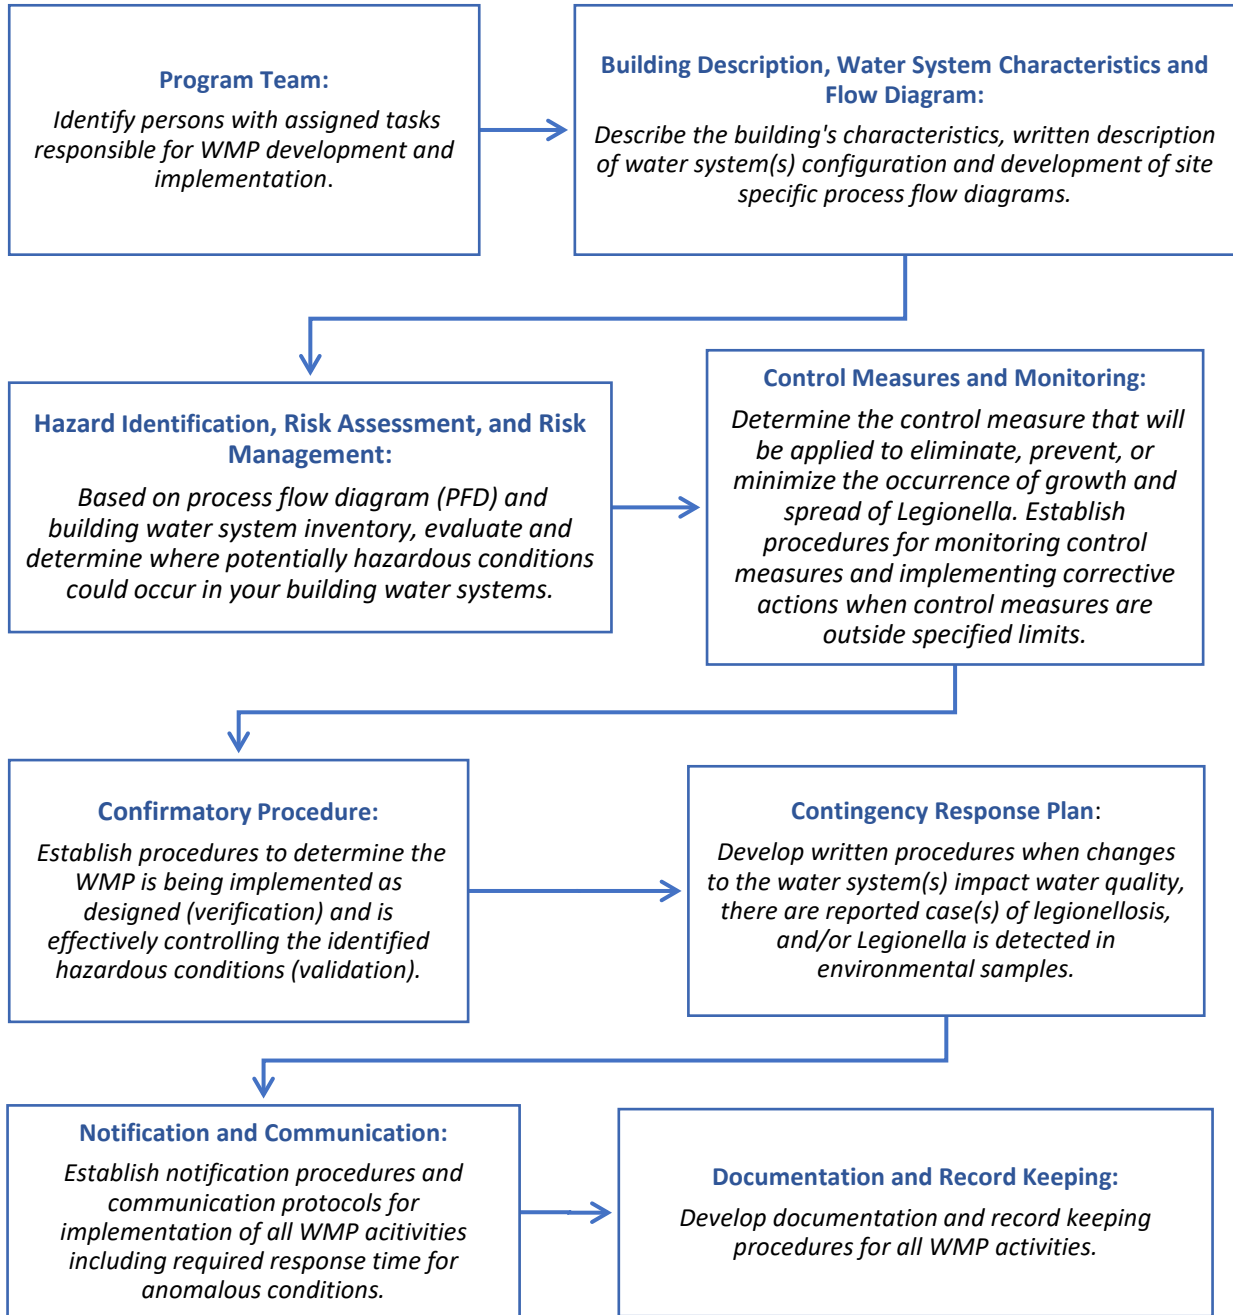 Program Team:
Identify persons with assigned tasks
responsible for WMP development and
implementation.
Building Description, Water System Characteristics and
Flow Diagram:
Describe the building's characteristics, written description
of water system(s) configuration and development of site
specific process flow diagrams.
Hazard Identification, Risk Assessment, and Risk
Management:
Based on process flow diagram (PFD) and
building water system inventory, evaluate and
determine where potentially hazardous conditions
could occur in your building water systems.
Control Measures and Monitoring:
Determine the control measure that will
be applied to eliminate, prevent, or
minimize the occurrence of growth and
spread of Legionella. Establish
procedures for monitoring control
measures and implementing corrective
actions when control measures are
outside specified limits.
Confirmatory Procedure:
Establish procedures to determine the
WMP is being implemented as
designed (verification) and is
effectively controlling the identified
hazardous conditions (validation).
Contingency Response Plan:
Develop written procedures when changes
to the water system(s) impact water quality,
there are reported case(s) of legionellosis,
and/or Legionella is detected in
environmental samples.
Notification and Communication:
Establish notification procedures and
communication protocols for
implementation of all WMP acitivities
including required response time for
anomalous conditions.
Documentation and Record Keeping:
Develop documentation and record keeping
procedures for all WMP activities.